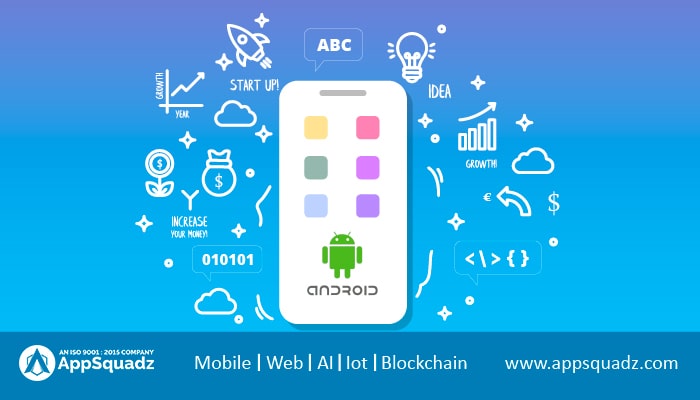 ABC
START UP!
IDEA
GROWTH
YEAR
GROWTH!
$
$
€
$
INCREASE
YOUR MONEY!
010101
</> { }
ANDROID
AN ISO 9001 : 2015 COMPANY
AppSquadz
Mobile | Web | AI | Iot | Blockchain
www.appsquadz.com